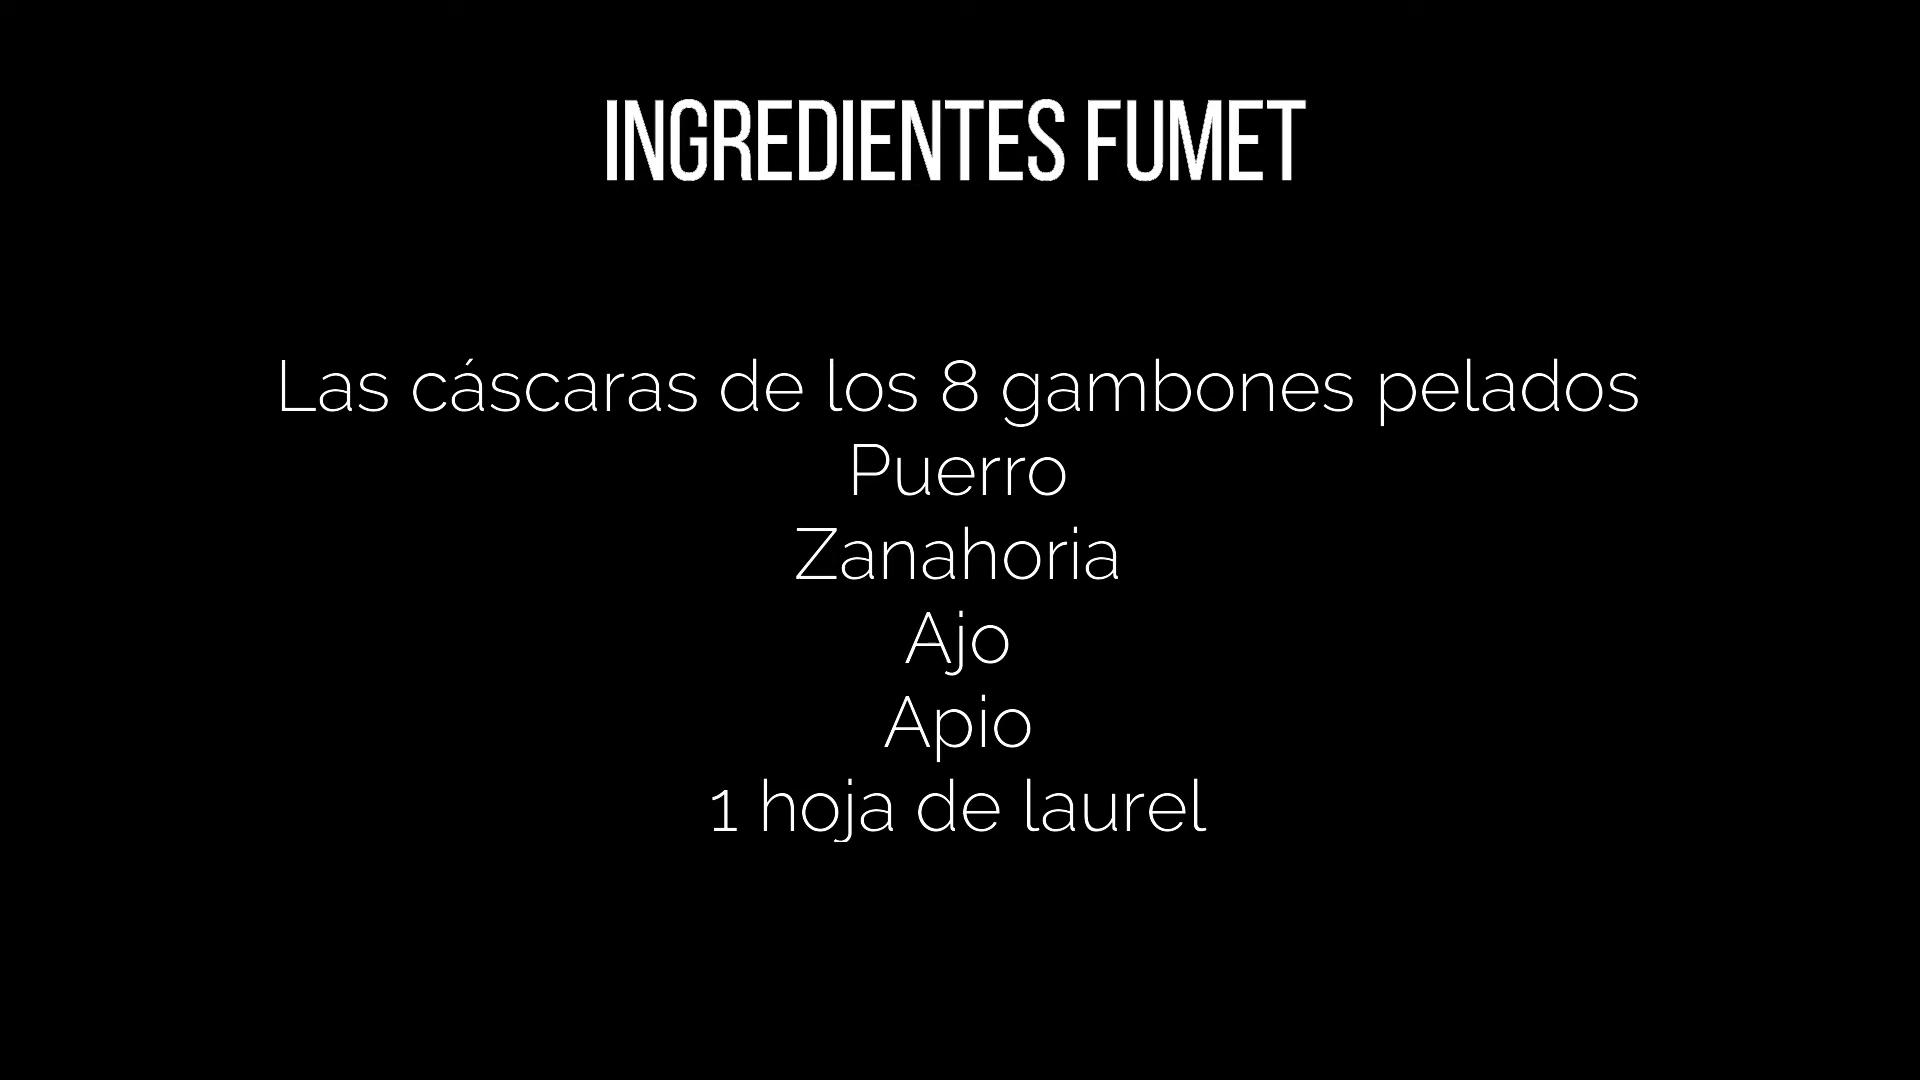 INGREDIENTES FUMET
Las cáscaras de los 8 gambones pelados
Puerro
Zanahoria
Ajo
Apio
1 hoja de laurel